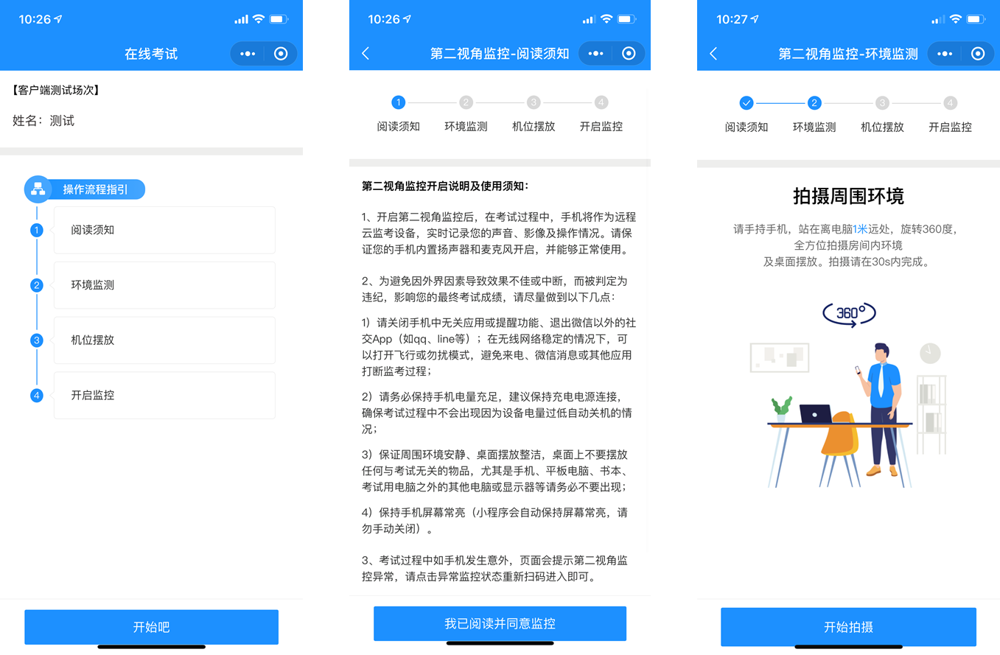 10:26
在线考试
【客户端测试场次】
姓名：测试
操作流程指引
1
阅读须知
2
环境监测
3
机位摆放
4
开启监控
开始吧
10:26
第二视角监控-阅读须知
1 2 3 4
阅读须知 环境监测 机位摆放 开启监控
第二视角监控开启说明及使用须知：
1、开启第二视角监控后，在考试过程中，手机将作为远程
云监考设备，实时记录您的声音、影像及操作情况。请保
证您的手机内置扬声器和麦克风开启，并能够正常使用。
2、为避免因外界因素导致效果不佳或中断，而被判定为
违纪，影响您的最终考试成绩，请尽量做到以下几点：
1）请关闭手机中无关应用或提醒功能、退出微信以外的社
交App（如qq、line等）；在无线网络稳定的情况下，可
以打开飞行或勿扰模式，避免来电、微信消息或其他应用
打断监考过程；
2）请务必保持手机电量充足，建议保持充电电源连接，
确保考试过程中不会出现因为设备电量过低自动关机的情
况；
3）保证周围环境安静、桌面摆放整洁，桌面上不要摆放
任何与考试无关的物品，尤其是手机、平板电脑、书本、
考试用电脑之外的其他电脑或显示器等请务必不要出现；
4）保持手机屏幕常亮（小程序会自动保持屏幕常亮，请
勿手动关闭）。
3、考试过程中如手机发生意外，页面会提示第二视角监
控异常，请点击异常监控状态重新扫码进入即可。
我已阅读并同意监控
10:27
第二视角监控-环境监测
2 3 4
阅读须知 环境监测 机位摆放 开启监控
拍摄周围环境
请手持手机，站在离电脑1米远处，旋转360度，
全方位拍摄房间内环境
及桌面摆放。拍摄请在30s内完成。
360°
开始拍摄